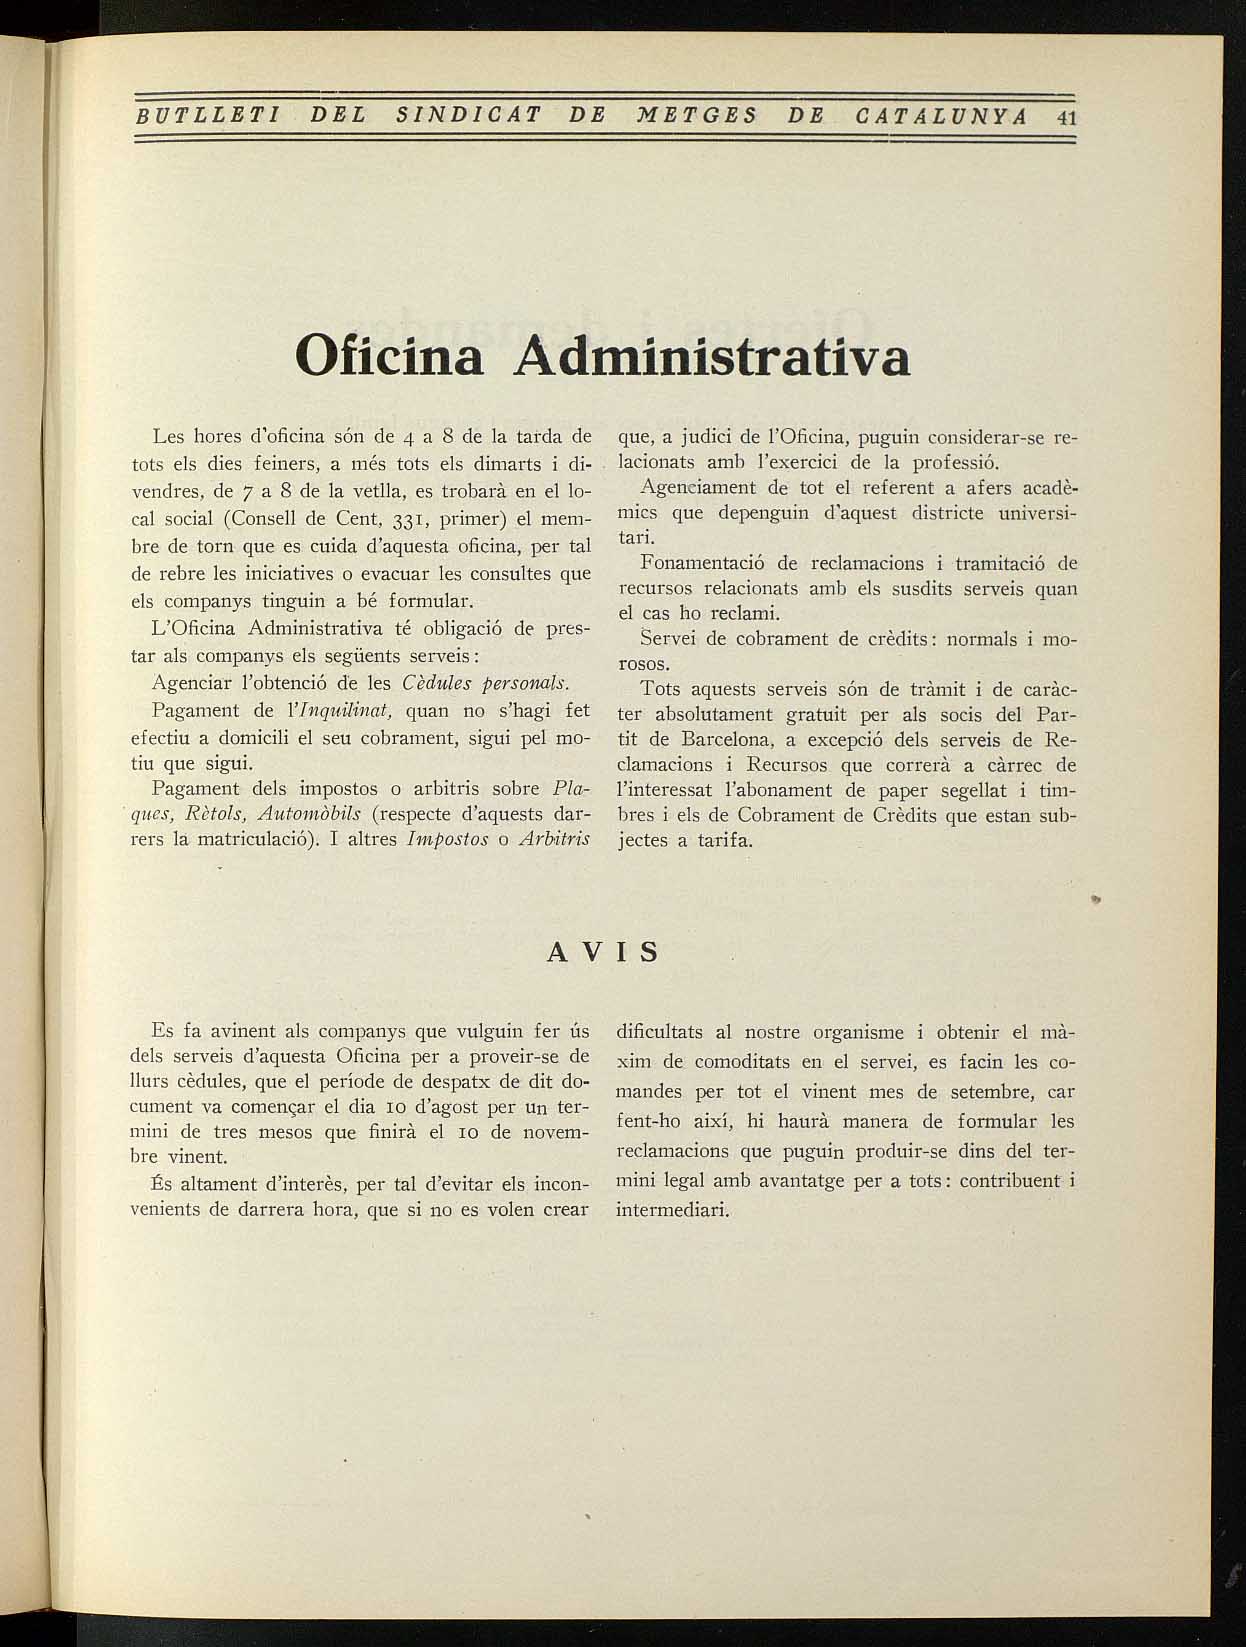 BUTLLETI DEL SINDICAT DE METGES DE CATALUNYA 41
Oficina Administrativa
Les hores d'oficina són de 4 a 8 de la tarda de
tots els dies feiners, a més tots els dimarts i di-
vendres, de 7 a 8 de la vetlla, es trobarà en el lo-
cal social (Consell de Cent, 331, primer) el mem-
bre de torn que es cuida d'aquesta oficina, per tal
de rebre les iniciatives o evacuar les consultes que
els companys tinguin a bé formular.
L'Oficina Administrativa té obligació de pres-
tar als companys els següents serveis:
Agenciar l'obtenció de les Cèdules personals.
Pagament de l'Inquilinat, quan no s'hagi fet
efectiu a domicili el seu cobrament, sigui pel mo-
tiu que sigui.
Pagament dels impostos o arbitris sobre Pla-
ques, Rètols, Automòbils (respecte d'aquests dar-
rers la matriculació). I altres Impostos o Arbitris
que, a judici de l'Oficina, puguin considerar-se re-
lacionats amb l'exercici de la professió.
Agenciament de tot el referent a afers acadè-
mics que depenguin d'aquest districte universi-
tari.
Fonamentació de reclamacions i tramitació de
recursos relacionats amb els susdits serveis quan
el cas ho reclami.
Servei de cobrament de crèdits: normals i mo-
rosos.
Tots aquests serveis són de tràmit i de caràc-
ter absolutament gratuit per als socis del Par-
tit de Barcelona, a excepció dels serveis de Re-
clamacions i Recursos que correrà a càrrec de
l'interessat l'abonament de paper segellat i tim-
bres i els de Cobrament de Crèdits que estan sub-
jectes a tarifa.
AVIS
Es fa avinent als companys que vulguin fer ús
dels serveis d'aquesta Oficina per a proveir-se de
llurs cèdules, que el període de despatx de dit do-
cument va començar el dia 10 d'agost per un ter-
mini de tres mesos que finirà el 10 de novem-
bre vinent.
És altament d'interès, per tal d'evitar els incon-
venients de darrera hora, que si no es volen crear
dificultats al nostre organisme i obtenir el mà-
xim de comoditats en el servei, es facin les co-
mandes per tot el vinent mes de setembre, car
fent-ho així, hi haurà manera de formular les
reclamacions que puguin produir-se dins del ter-
mini legal amb avantatge per a tots: contribuent i
intermediari.